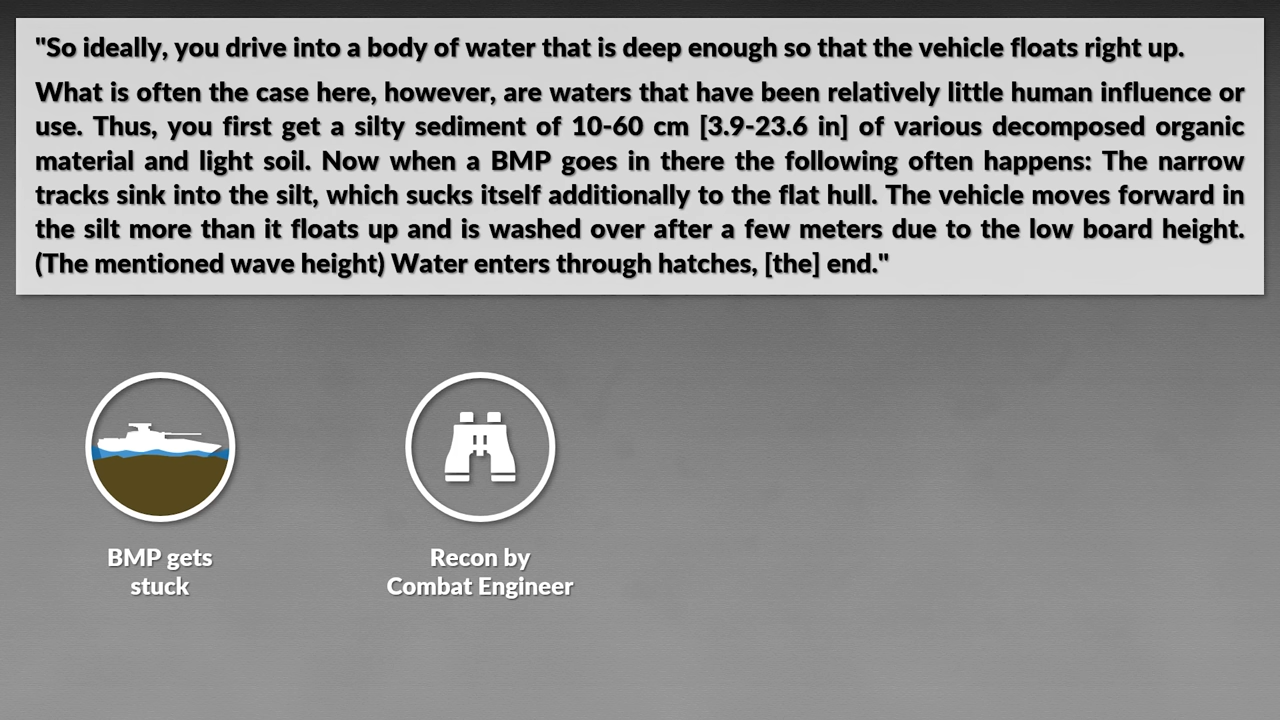 "So ideally, you drive into a body of water that is deep enough so that the vehicle floats right up.
What is often the case here, however, are waters that have been relatively little human influence or
use. Thus, you first get a silty sediment of 10-60 cm [3.9-23.6 in] of various decomposed organic
material and light soil. Now when a BMP goes in there the following often happens: The narrow
tracks sink into the silt, which sucks itself additionally to the flat hull. The vehicle moves forward in
the silt more than it floats up and is washed over after a few meters due to the low board height.
(The mentioned wave height) Water enters through hatches, [the] end."
BMP gets
stuck
Recon by
Combat Engineer